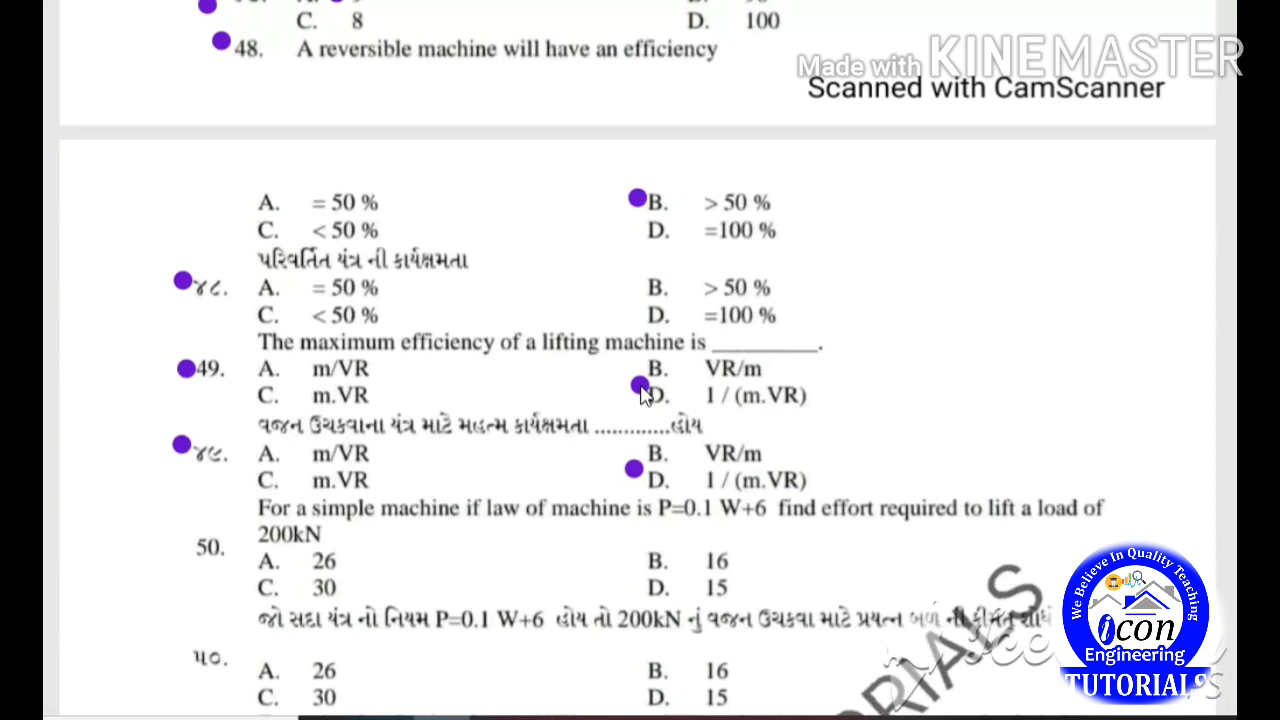 C. 8 D. 100
48. A reversible machine will have an efficiency
Made with KINEMASTER
Scanned with CamScanner
A. = 50 % B. > 50 %
C. < 50 % D. =100 %
પરિવર્તિત યંત્ર ની કાર્યક્ષમતા
૪૮. A. = 50 % B. > 50 %
C. < 50 % D. =100 %
The maximum efficiency of a lifting machine is __________.
49. A. m/VR B. VR/m
C. m.VR D. 1 / (m.VR)
વજન ઉચકવાના યંત્ર માટે મહત્મ કાર્યક્ષમતા .............હોય
૪૯. A. m/VR B. VR/m
C. m.VR D. 1 / (m.VR)
For a simple machine if law of machine is P=0.1 W+6 find effort required to lift a load of
200kN
50.
A. 26 B. 16
C. 30 D. 15
જો સાદા યંત્ર નો નિયમ P=0.1 W+6 હોય તો 200kN નું વજન ઉચકવા માટે પ્રયત્ન બળ ની કીમત શોધો
૫૦.
A. 26 B. 16
C. 30 D. 15
We Believe In Quality Teaching
icon
Engineering
TUTORIALS